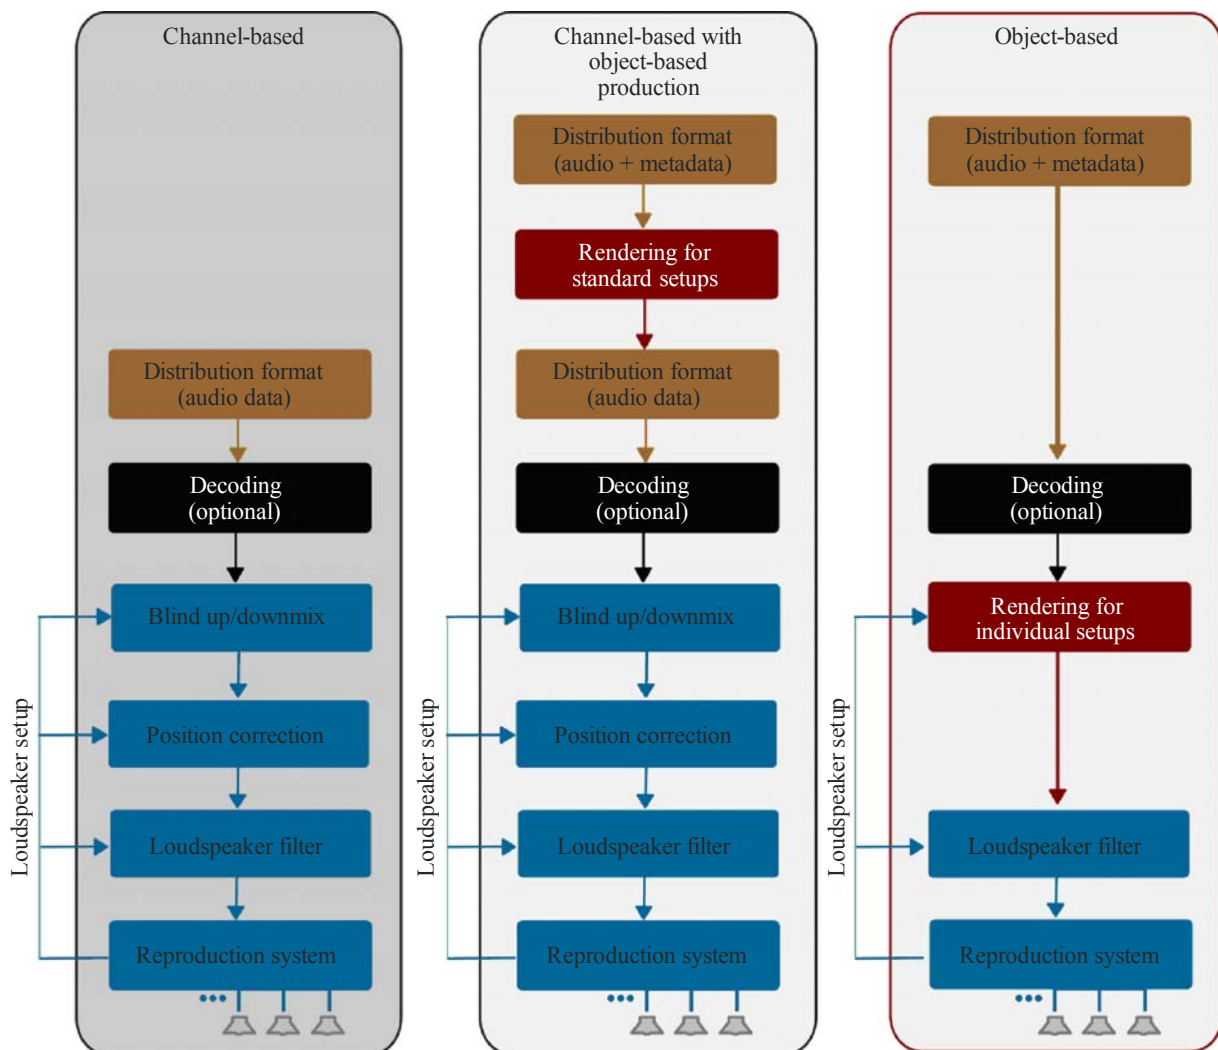 Channel-based
Distribution format
(audio data)
Decoding
(optional)
Blind up/downmix
Position correction
Loudspeaker filter
Reproduction system
Loudspeaker setup
Channel-based with
object-based
production
Distribution format
(audio + metadata)
Rendering for
standard setups
Distribution format
(audio data)
Decoding
(optional)
Blind up/downmix
Position correction
Loudspeaker filter
Reproduction system
Loudspeaker setup
Object-based
Distribution format
(audio + metadata)
Decoding
(optional)
Rendering for
individual setups
Loudspeaker filter
Reproduction system
Loudspeaker setup